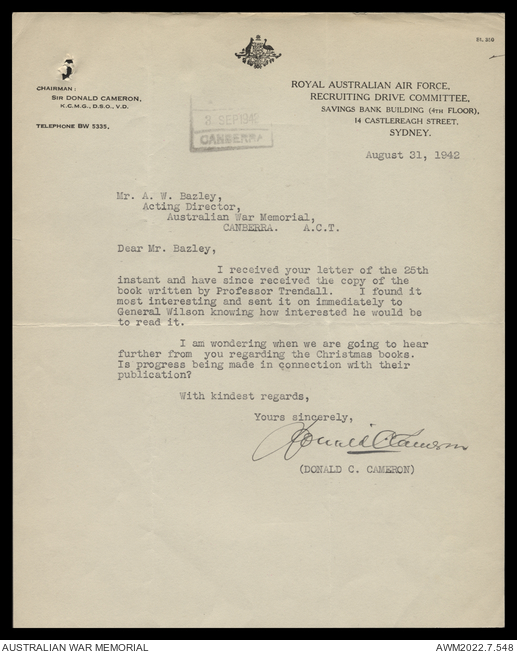 CHAIRMAN:
SIR DONALD CAMERON,
K.C.M.G., D.S.O., V.D.
TELEPHONE BW 5335.
ROYAL AUSTRALIAN AIR FORCE,
RECRUITING DRIVE COMMITTEE,
SAVINGS BANK BUILDING (4TH FLOOR),
14 CASTLEREAGH STREET,
SYDNEY.
3 SEP 1942
CANBERRA
August 31, 1942
Mr. A. W. Bazley,
Acting Director,
Australian War Memorial,
CANBERRA. A.C.T.
Dear Mr. Bazley,
I received your letter of the 25th
instant and have since received the copy of the
book written by Professor Trendall. I found it
most interesting and sent it on immediately to
General Wilson knowing how interested he would be
to read it.
I am wondering when we are going to hear
further from you regarding the Christmas books.
Is progress being made in connection with their
publication?
With kindest regards,
Yours sincerely,
Donald C Cameron
(DONALD C. CAMERON)
AUSTRALIAN WAR MEMORIAL
AWM2022.7.548